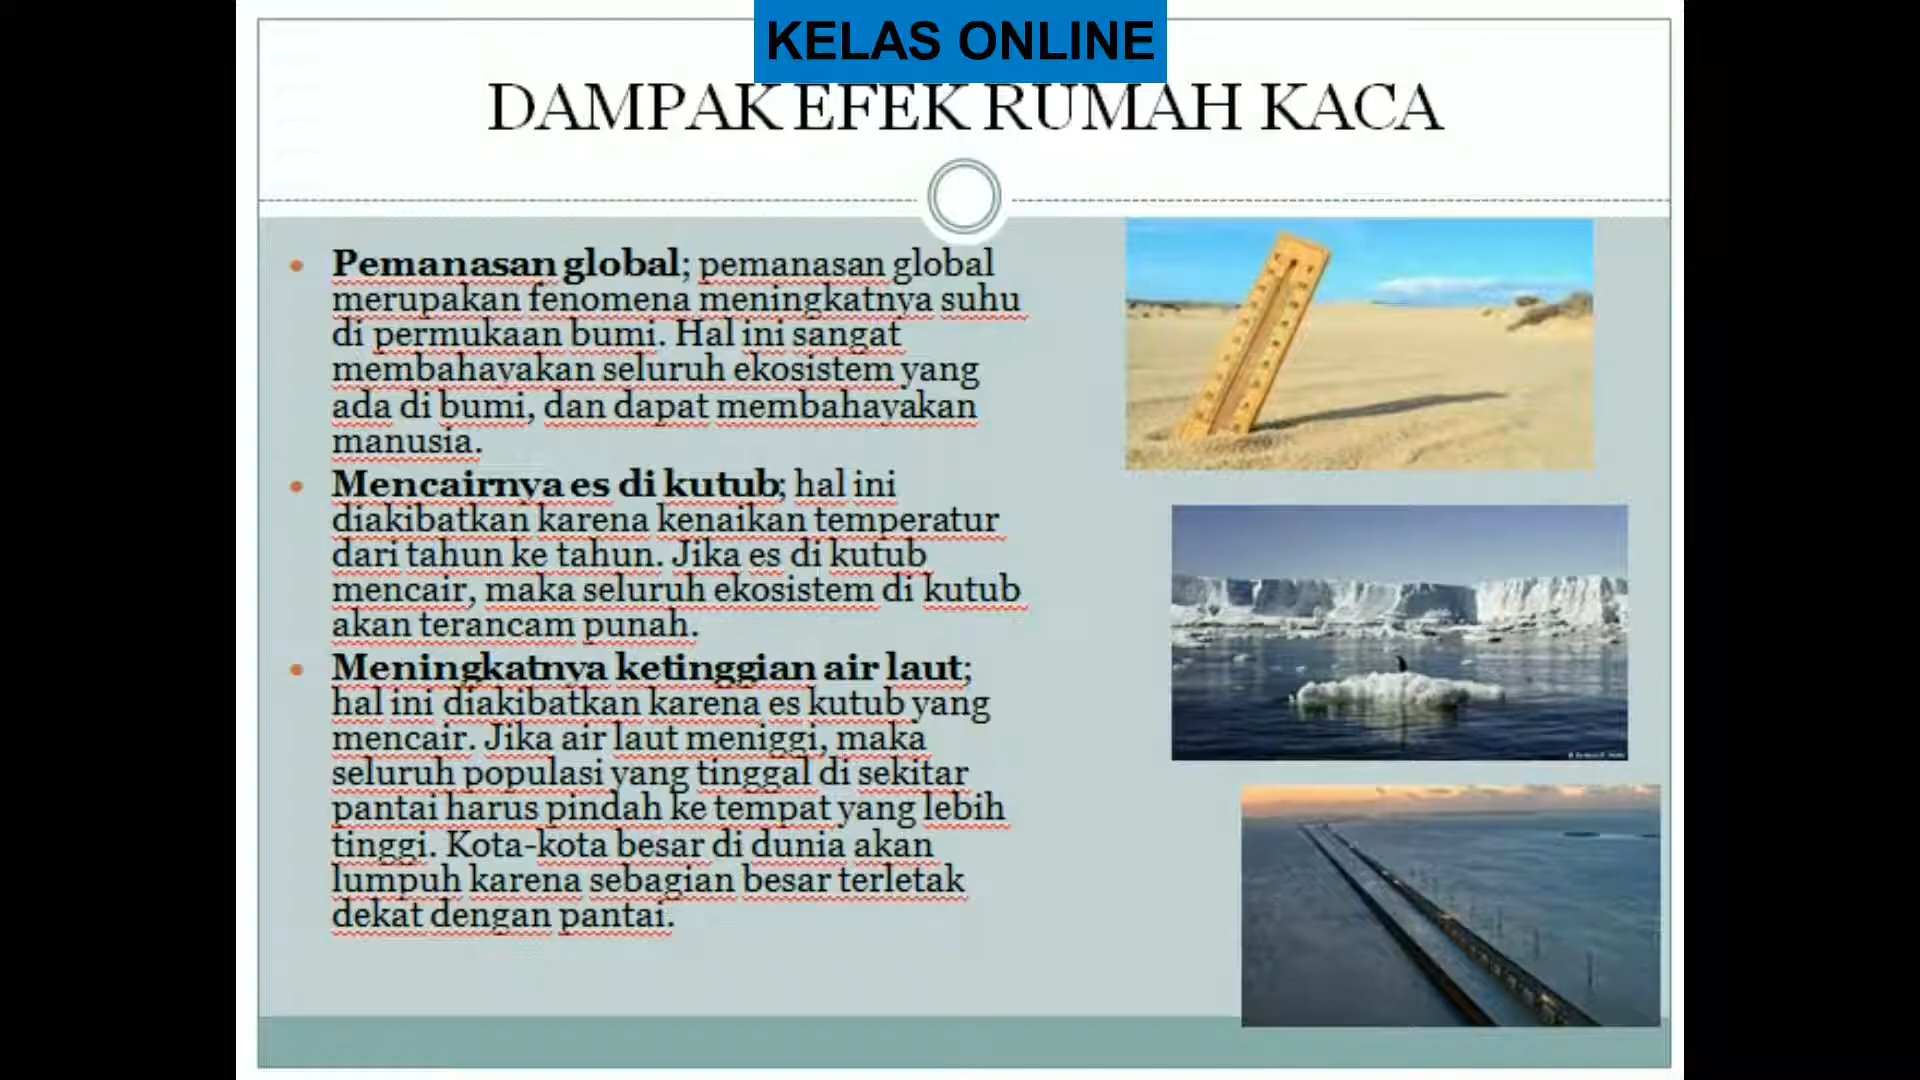 KELAS ONLINE
DAMPAK EFEK RUMAH KACA
• Pemanasan global; pemanasan global
merupakan fenomena meningkatnya suhu
di permukaan bumi. Hal ini sangat
membahayakan seluruh ekosistem yang
ada di bumi, dan dapat membahayakan
manusia.
• Mencairnya es di kutub; hal ini
diakibatkan karena kenaikan temperatur
dari tahun ke tahun. Jika es di kutub
mencair, maka seluruh ekosistem di kutub
akan terancam punah.
• Meningkatnya ketinggian air laut;
hal ini diakibatkan karena es kutub yang
mencair. Jika air laut meniggi, maka
seluruh populasi yang tinggal di sekitar
pantai harus pindah ke tempat yang lebih
tinggi. Kota-kota besar di dunia akan
lumpuh karena sebagian besar terletak
dekat dengan pantai.